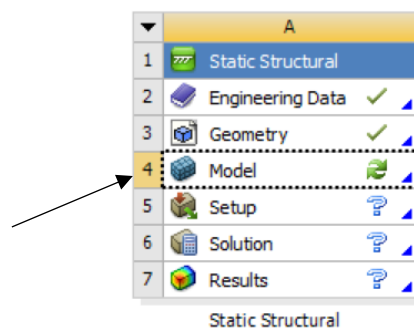 A
1 Static Structural
2 Engineering Data
3 Geometry
4 Model
5 Setup
6 Solution
7 Results
Static Structural